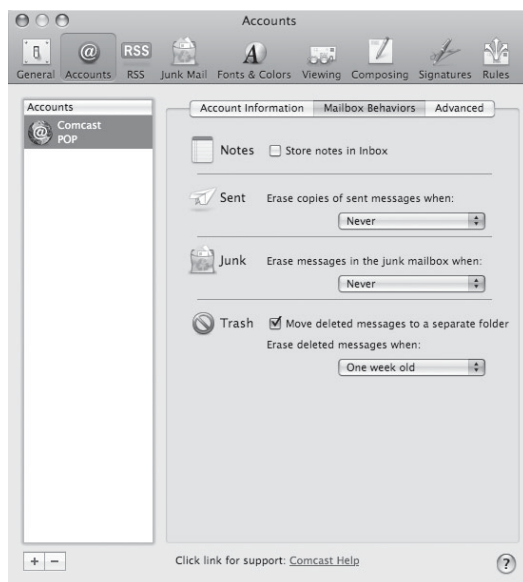 Accounts
General Accounts RSS Junk Mail Fonts & Colors Viewing Composing Signatures Rules
Accounts
Comcast
POP
Account Information Mailbox Behaviors Advanced
Notes Store notes in Inbox
Sent Erase copies of sent messages when:
Never
Junk Erase messages in the junk mailbox when:
Never
Trash Move deleted messages to a separate folder
Erase deleted messages when:
One week old
+ - Click link for support: Comcast Help ?